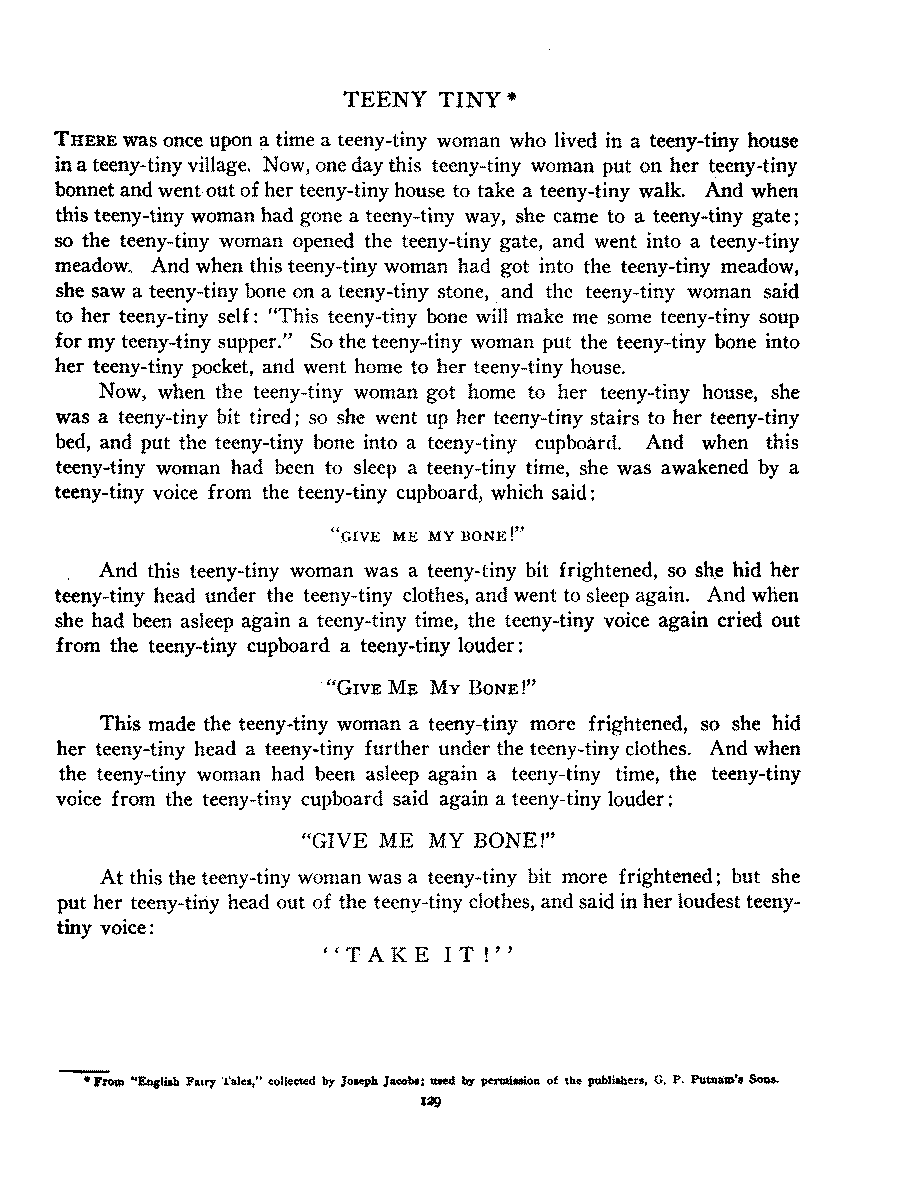 TEENY TINY *
THERE was once upon a time a teeny-tiny woman who lived in a teeny-tiny house
in a teeny-tiny village. Now, one day this teeny-tiny woman put on her teeny-tiny
bonnet and went out of her teeny-tiny house to take a teeny-tiny walk. And when
this teeny-tiny woman had gone a teeny-tiny way, she came to a teeny-tiny gate;
so the teeny-tiny woman opened the teeny-tiny gate, and went into a teeny-tiny
meadow. And when this teeny-tiny woman had got into the teeny-tiny meadow,
she saw a teeny-tiny bone on a teeny-tiny stone, and the teeny-tiny woman said
to her teeny-tiny self: "This teeny-tiny bone will make me some teeny-tiny soup
for my teeny-tiny supper." So the teeny-tiny woman put the teeny-tiny bone into
her teeny-tiny pocket, and went home to her teeny-tiny house.
Now, when the teeny-tiny woman got home to her teeny-tiny house, she
was a teeny-tiny bit tired; so she went up her teeny-tiny stairs to her teeny-tiny
bed, and put the teeny-tiny bone into a teeny-tiny cupboard. And when this
teeny-tiny woman had been to sleep a teeny-tiny time, she was awakened by a
teeny-tiny voice from the teeny-tiny cupboard, which said:
"GIVE ME MY BONE!"
And this teeny-tiny woman was a teeny-tiny bit frightened, so she hid her
teeny-tiny head under the teeny-tiny clothes, and went to sleep again. And when
she had been asleep again a teeny-tiny time, the teeny-tiny voice again cried out
from the teeny-tiny cupboard a teeny-tiny louder:
"GIVE ME MY BONE!"
This made the teeny-tiny woman a teeny-tiny more frightened, so she hid
her teeny-tiny head a teeny-tiny further under the teeny-tiny clothes. And when
the teeny-tiny woman had been asleep again a teeny-tiny time, the teeny-tiny
voice from the teeny-tiny cupboard said again a teeny-tiny louder:
"GIVE ME MY BONE!"
At this the teeny-tiny woman was a teeny-tiny bit more frightened; but she
put her teeny-tiny head out of the teeny-tiny clothes, and said in her loudest teeny-
tiny voice:
"TAKE IT!"
* From "English Fairy Tales," collected by Joseph Jacobs; used by permission of the publishers, G. P. Putnam's Sons.
129